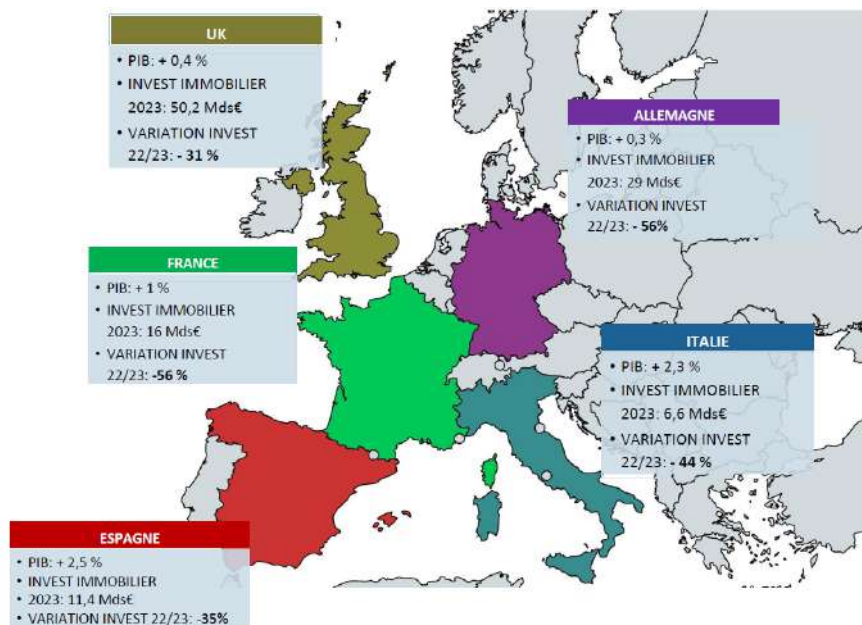 UK
• PIB: + 0,4 %
• INVEST IMMOBILIER
2023: 50,2 Mds€
• VARIATION INVEST
22/23: - 31 %
ALLEMAGNE
• PIB: + 0,3 %
• INVEST IMMOBILIER
2023: 29 Mds€
• VARIATION INVEST
22/23: - 56%
FRANCE
• PIB: + 1 %
• INVEST IMMOBILIER
2023: 16 Mds€
• VARIATION INVEST
22/23: -56 %
ITALIE
• PIB: + 2,3 %
• INVEST IMMOBILIER
2023: 6,6 Mds€
• VARIATION INVEST
22/23: - 44 %
ESPAGNE
• PIB: + 2,5 %
• INVEST IMMOBILIER
• 2023: 11,4 Mds€
• VARIATION INVEST 22/23: -35%